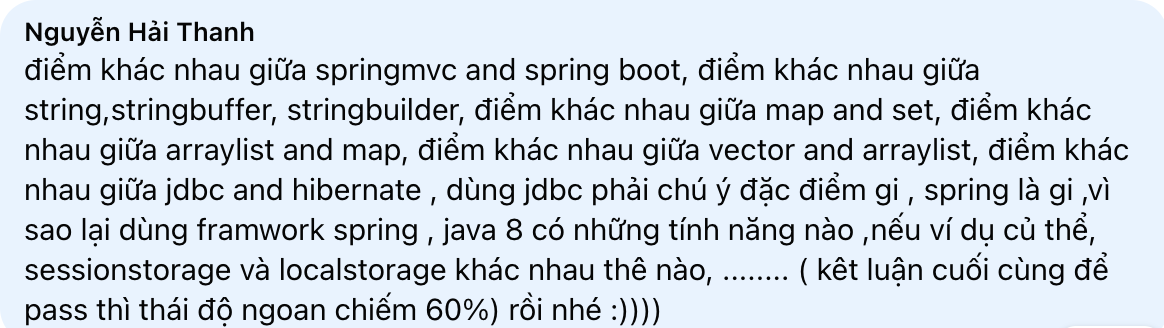 Nguyễn Hải Thanh
điểm khác nhau giữa springmvc and spring boot, điểm khác nhau giữa
string,stringbuffer, stringbuilder, điểm khác nhau giữa map and set, điểm khác
nhau giữa arraylist and map, điểm khác nhau giữa vector and arraylist, điểm khác
nhau giữa jdbc and hibernate , dùng jdbc phải chú ý đặc điểm gi , spring là gi ,vì
sao lại dùng framwork spring , java 8 có những tính năng nào ,nếu ví dụ củ thể,
sessionstorage và localstorage khác nhau thê nào, ........ ( kêt luận cuối cùng để
pass thì thái độ ngoan chiếm 60%) rồi nhé :))))